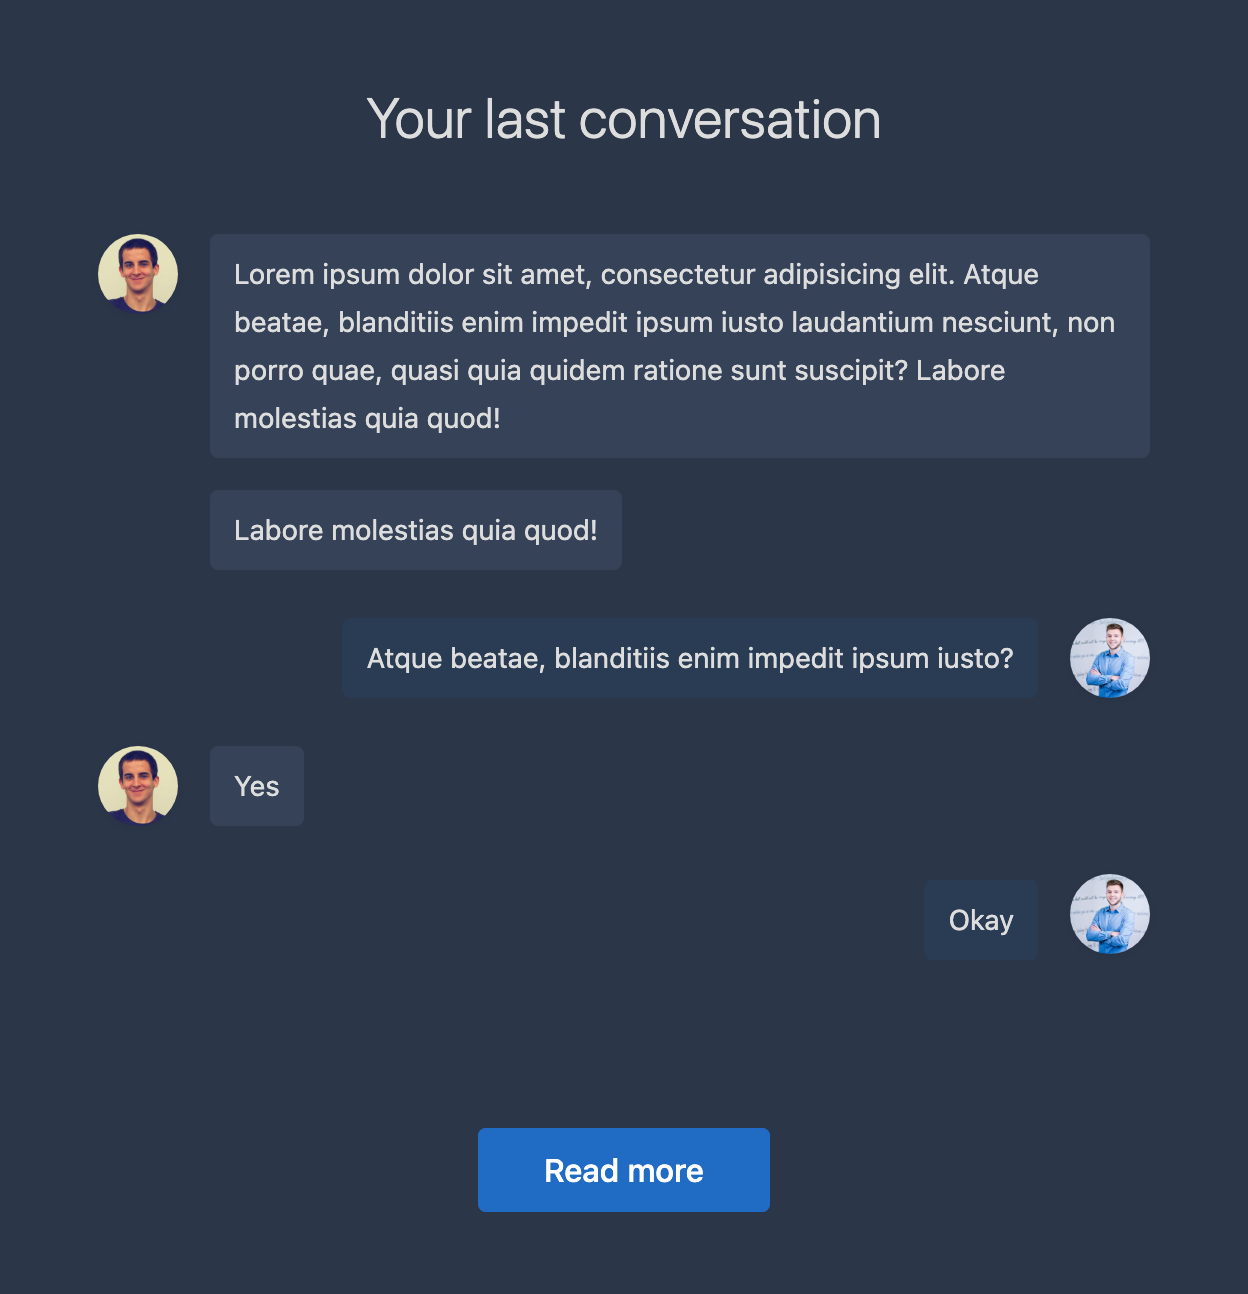 Your last conversation
Lorem ipsum dolor sit amet, consectetur adipisicing elit. Atque
beatae, blanditiis enim impedit ipsum iusto laudantium nesciunt, non
porro quae, quasi quia quidem ratione sunt suscipit? Labore
molestias quia quod!
Labore molestias quia quod!
Atque beatae, blanditiis enim impedit ipsum iusto?
Yes
Okay
Read more